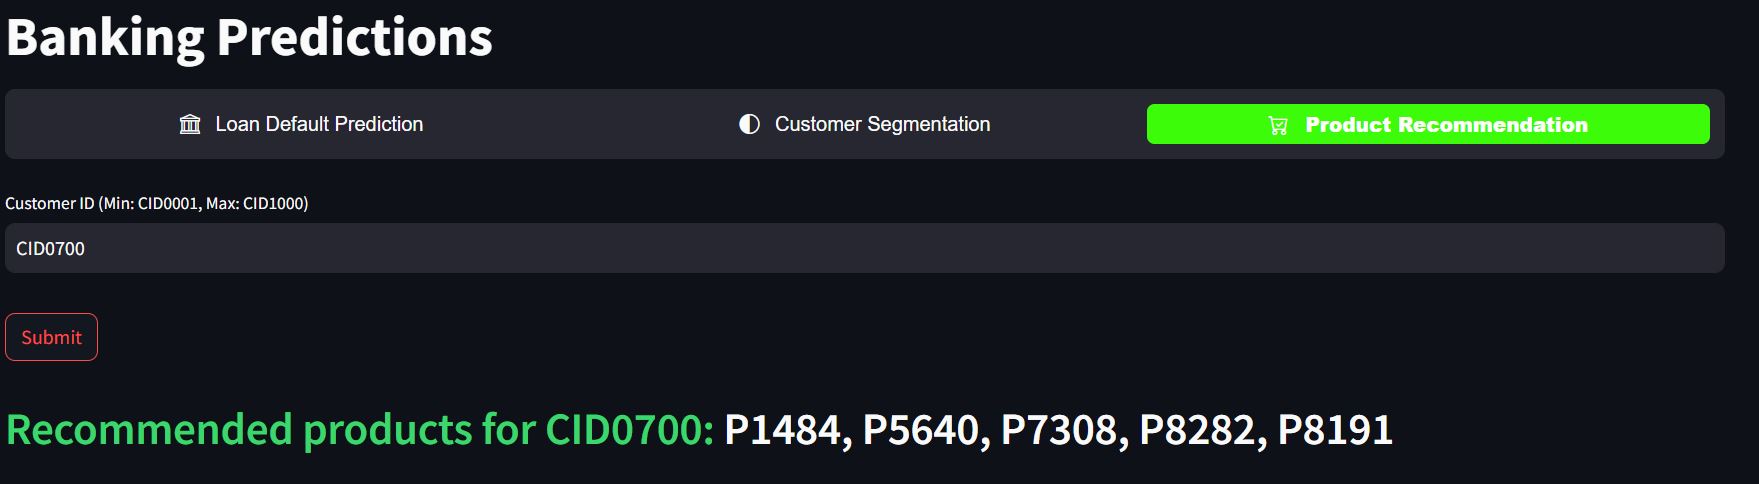 Banking Predictions
Loan Default Prediction
Customer Segmentation
Product Recommendation
Customer ID (Min: CID0001, Max: CID1000)
CID0700
Submit
Recommended products for CID0700: P1484, P5640, P7308, P8282, P8191